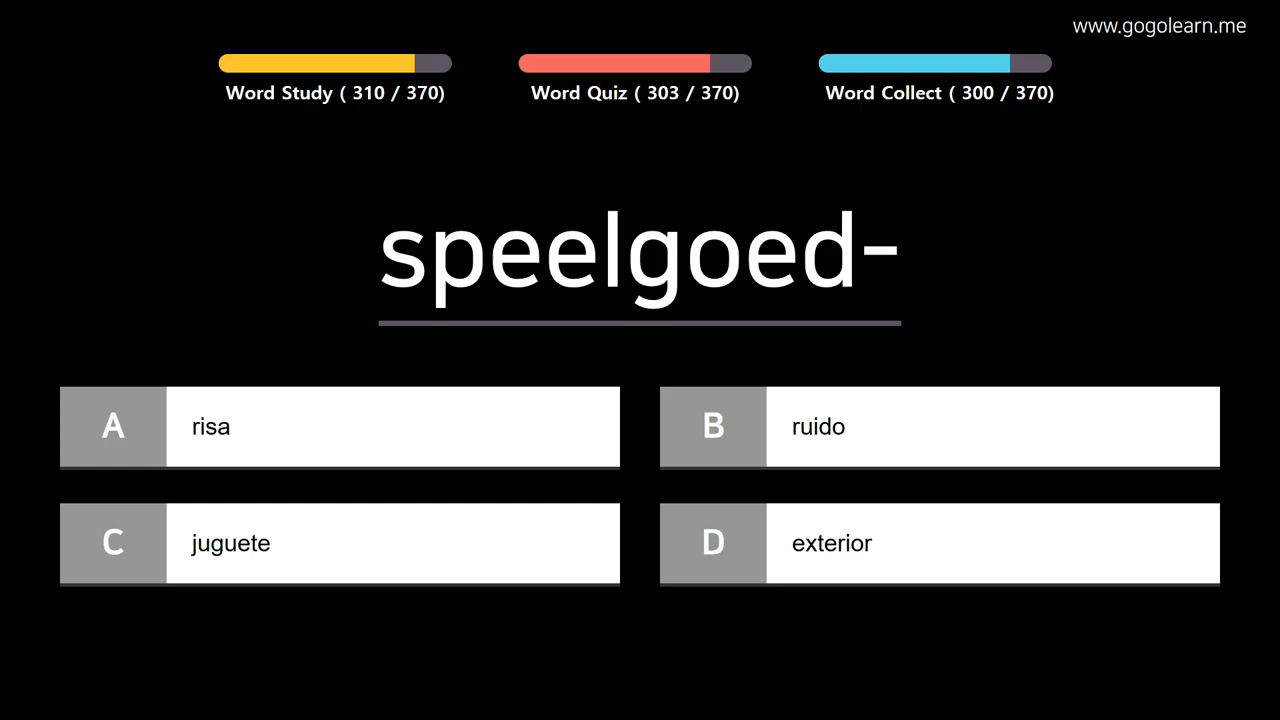 www.gogolearn.me
Word Study ( 310 / 370)
Word Quiz ( 303 / 370)
Word Collect ( 300 / 370)
speelgoed-
A risa
B ruido
C juguete
D exterior